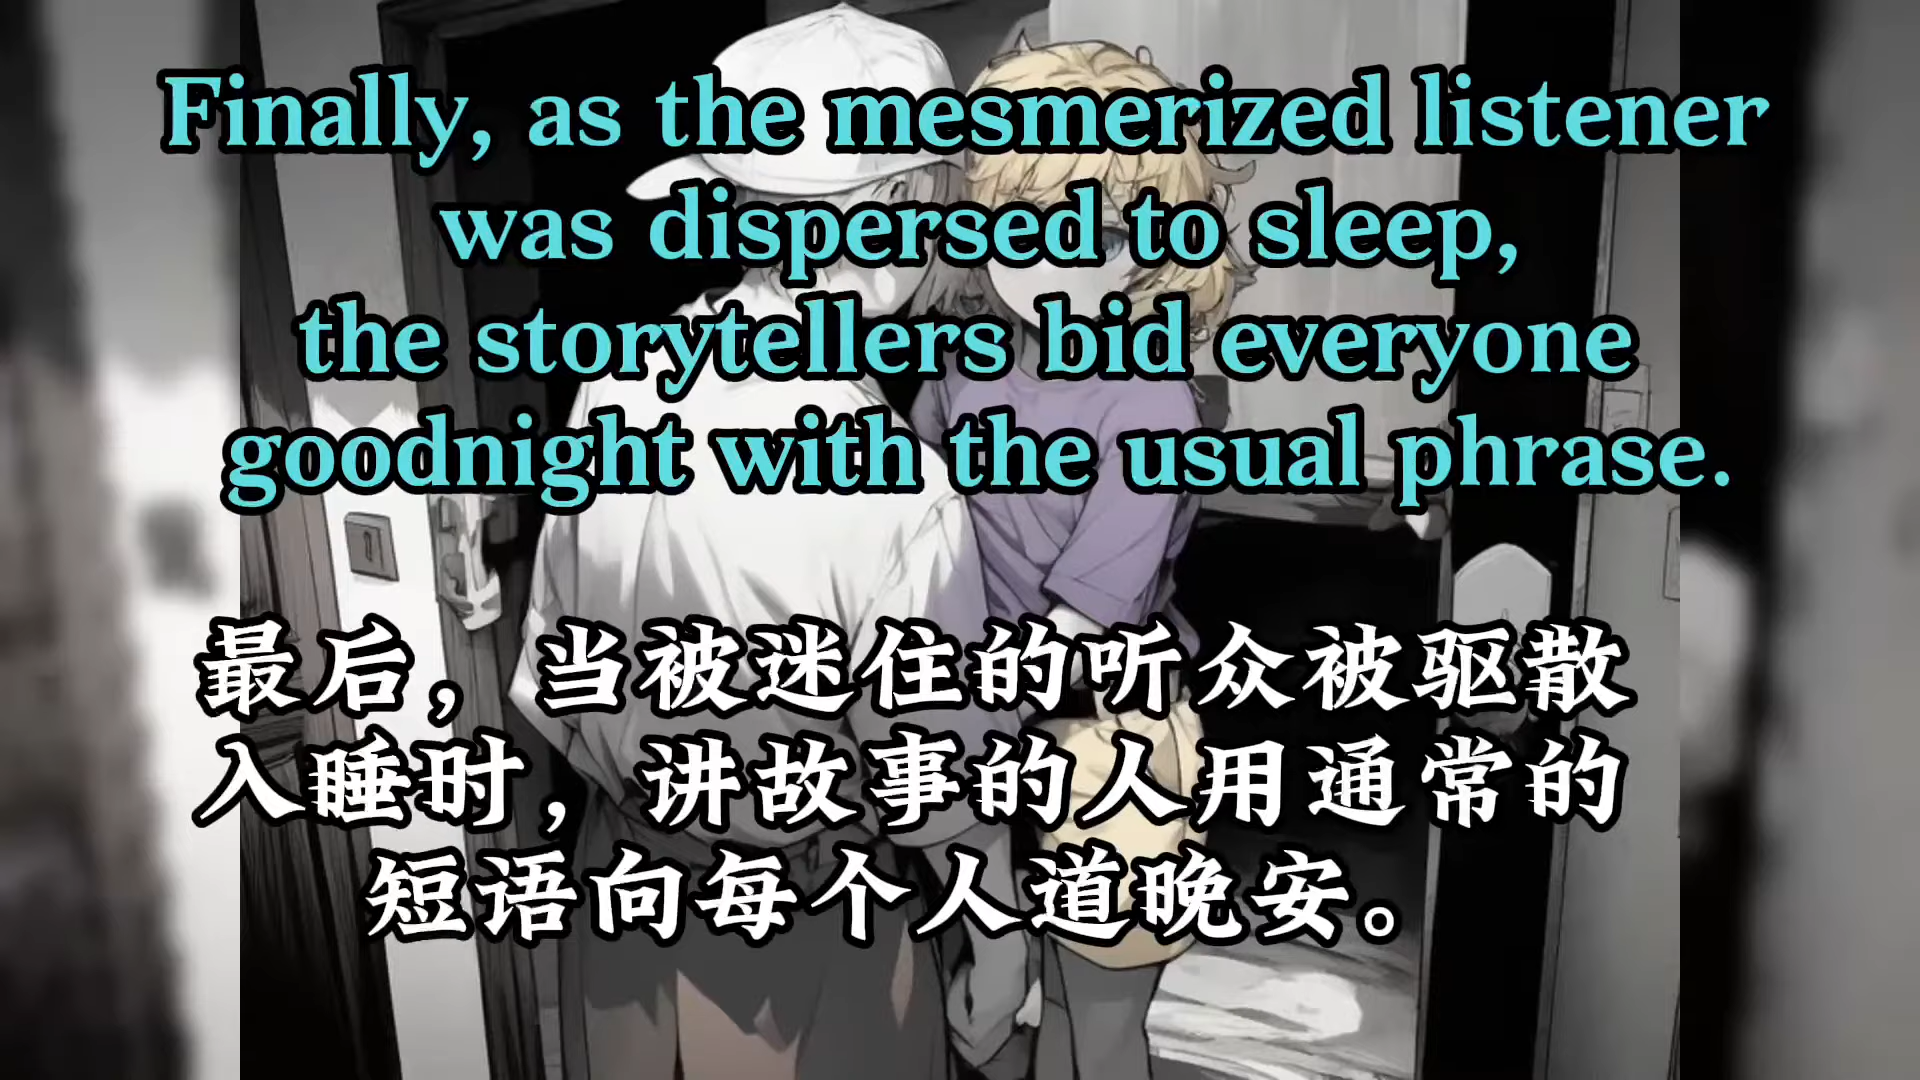 Finally, as the mesmerized listener
was dispersed to sleep,
the storytellers bid everyone
goodnight with the usual phrase.
最后，当被迷住的听众被驱散
入睡时，讲故事的人用通常的
短语向每个人道晚安。